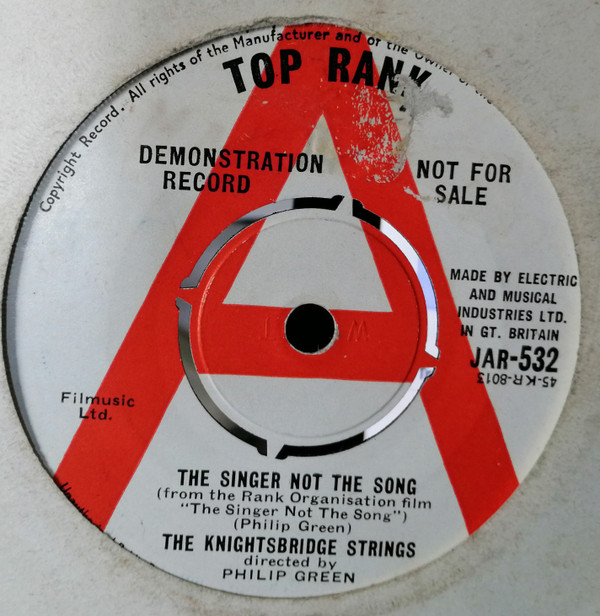 Copyright Record. All rights of the Manufacturer and or the Owner of the
TOP RANK
DEMONSTRATION
RECORD
NOT FOR
SALE
A
MADE BY ELECTRIC
AND MUSICAL
INDUSTRIES LTD.
IN GT. BRITAIN
JAR-532
45-K-R-8013
Filmusic
Ltd.
THE SINGER NOT THE SONG
(from the Rank Organisation film
"The Singer Not The Song")
(Philip Green)
THE KNIGHTSBRIDGE STRINGS
directed by
PHILIP GREEN